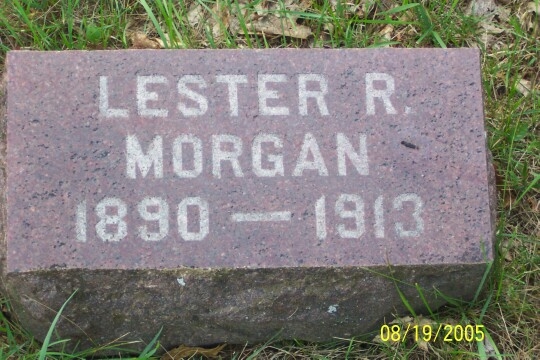 LESTER R.
MORGAN
1890 — 1913
08/19/2005